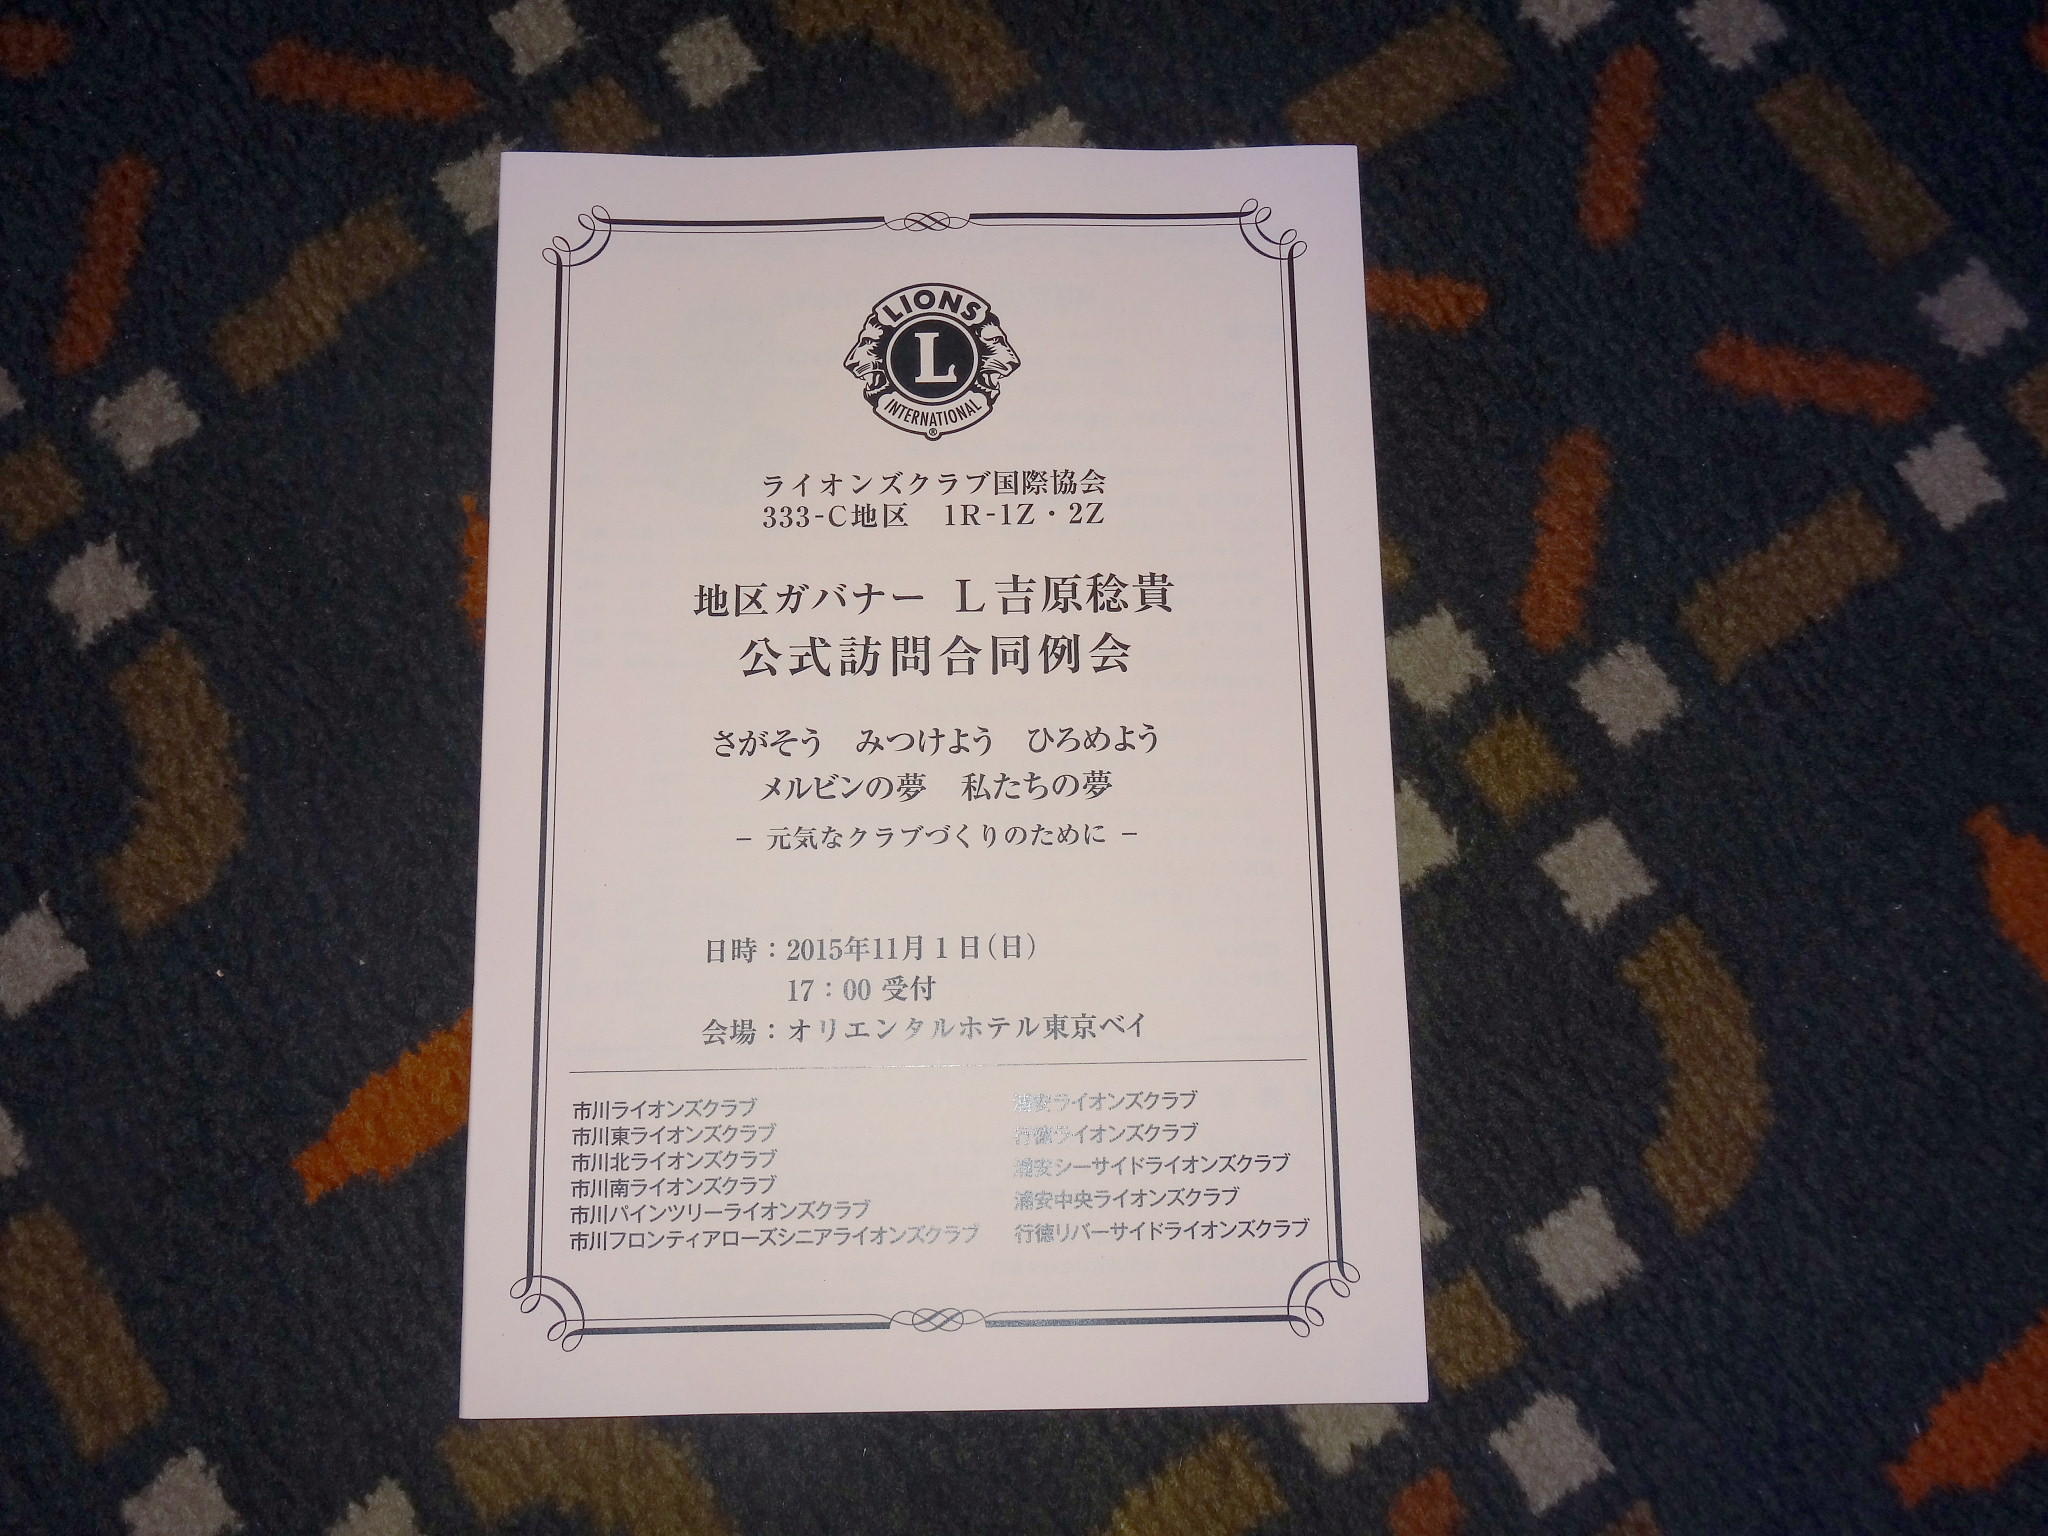 LIONS
L
INTERNATIONAL
®
ライオンズクラブ国際協会
333-C地区　1R-1Z・2Z
地区ガバナー　L 吉原稔貴
公式訪問合同例会
さがそう　みつけよう　ひろめよう
メルビンの夢　私たちの夢
− 元気なクラブづくりのために −
日時：2015年11月1日(日)
17：00 受付
会場：オリエンタルホテル東京ベイ
市川ライオンズクラブ
市川東ライオンズクラブ
市川北ライオンズクラブ
市川南ライオンズクラブ
市川パインツリーライオンズクラブ
市川フロンティアローズシニアライオンズクラブ
浦安ライオンズクラブ
行徳ライオンズクラブ
浦安シーサイドライオンズクラブ
浦安中央ライオンズクラブ
行徳リバーサイドライオンズクラブ